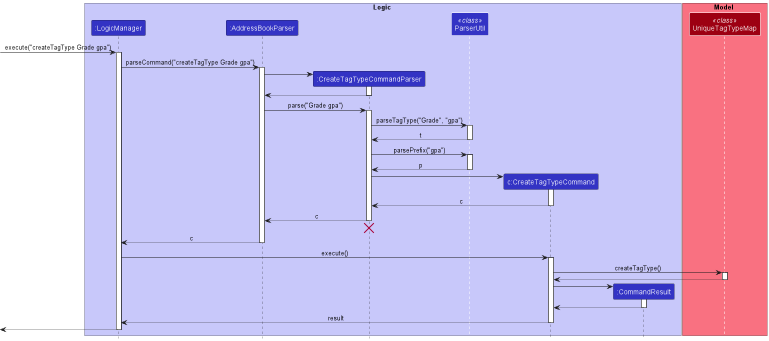 Logic
Model
:LogicManager
:AddressBookParser
«class»
ParserUtil
«class»
UniqueTagTypeMap
execute("createTagType Grade gpa")
parseCommand("createTagType Grade gpa")
:CreateTagTypeCommandParser
parse("Grade gpa")
parseTagType("Grade", "gpa")
t
parsePrefix("gpa")
p
c:CreateTagTypeCommand
c
c
c
execute()
createTagType()
:CommandResult
result